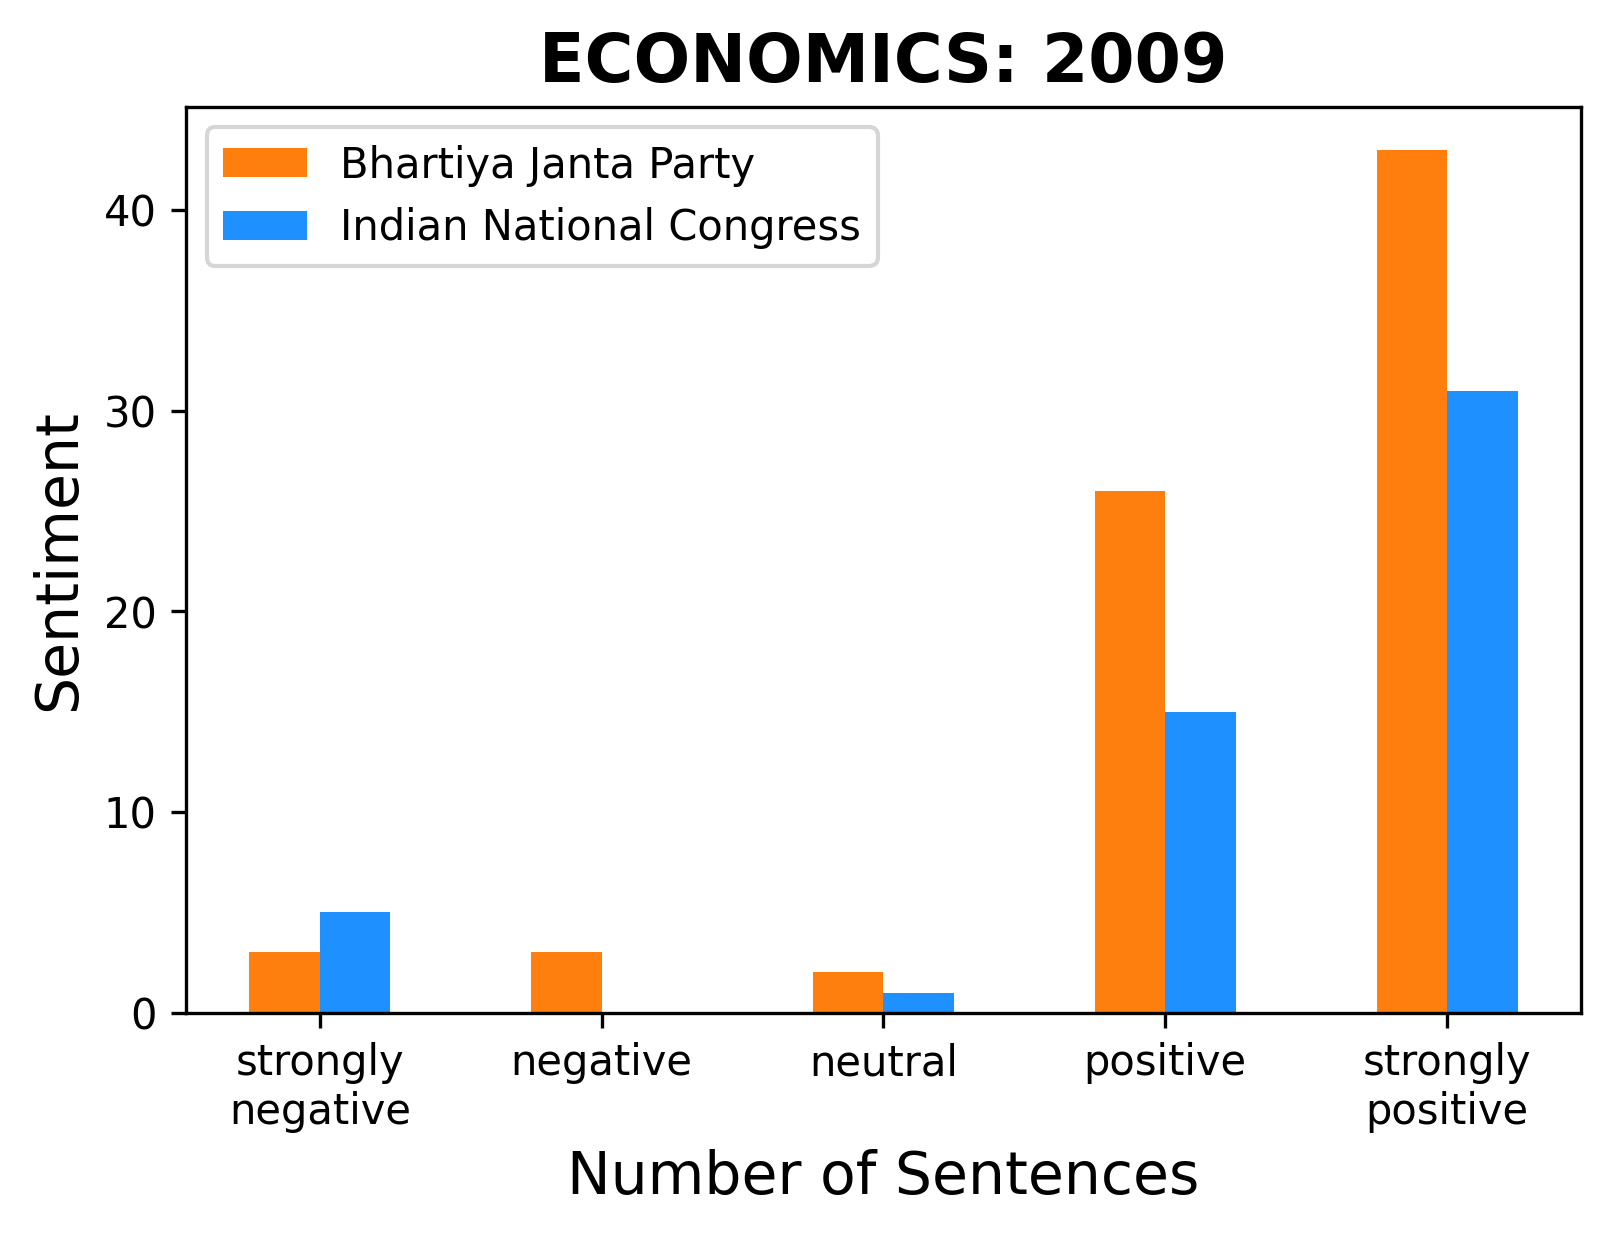 ECONOMICS: 2009
Bhartiya Janta Party
Indian National Congress
Sentiment
40
30
20
10
0
strongly
negative
negative
neutral
positive
strongly
positive
Number of Sentences